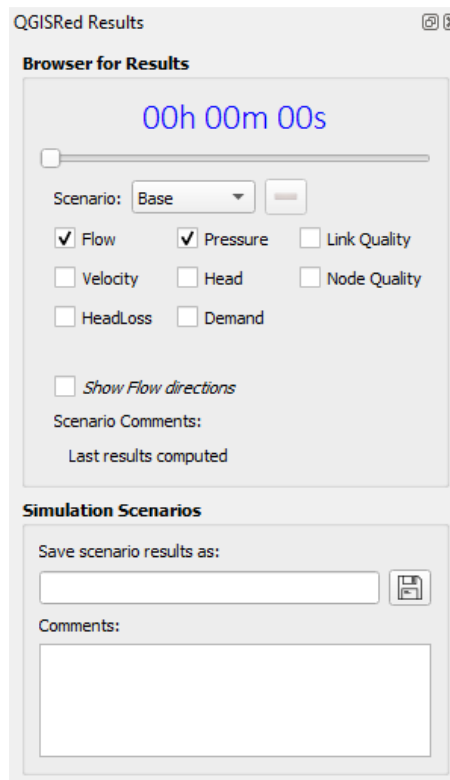 QGISRed Results
Browser for Results
00h 00m 00s
Scenario: Base
Flow Pressure Link Quality
Velocity Head Node Quality
HeadLoss Demand
Show Flow directions
Scenario Comments:
Last results computed
Simulation Scenarios
Save scenario results as:
Comments: